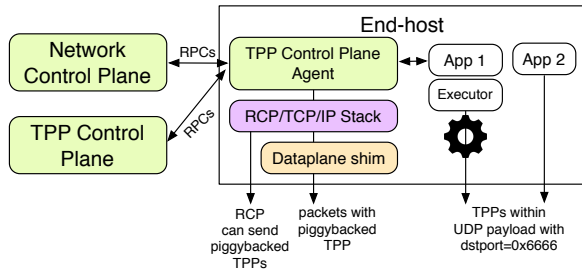 End-host
Network
Control Plane
RPCs
TPP Control Plane
Agent
App 1
App 2
Executor
RPCs
RCP/TCP/IP Stack
TPP Control
Plane
Dataplane shim
RCP
can send
piggybacked
TPPs
packets with
piggybacked
TPP
TPPs within
UDP payload with
dstport=0x6666